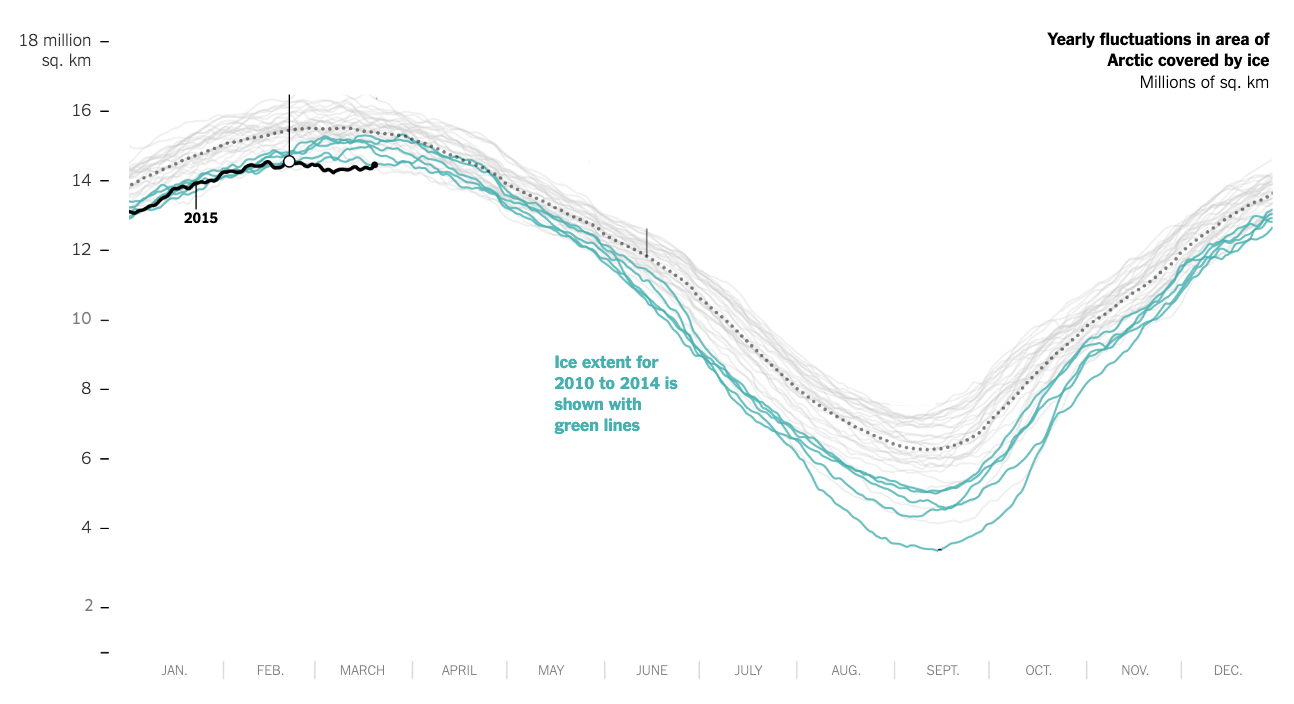 Yearly fluctuations in area of
Arctic covered by ice
Millions of sq. km
18 million
sq. km
16
14
12
10
8
6
4
2
2015
Ice extent for
2010 to 2014 is
shown with
green lines
JAN.
FEB.
MARCH
APRIL
MAY
JUNE
JULY
AUG.
SEPT.
OCT.
NOV.
DEC.